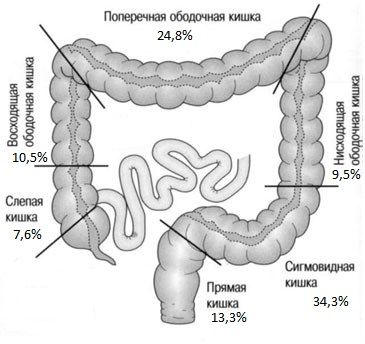 Поперечная ободочная кишка
24,8%
Восходящая
ободочная кишка
10,5%
Нисходящая
ободочная кишка
9,5%
Слепая
кишка
7,6%
Сигмовидная
кишка
34,3%
Прямая
кишка
13,3%